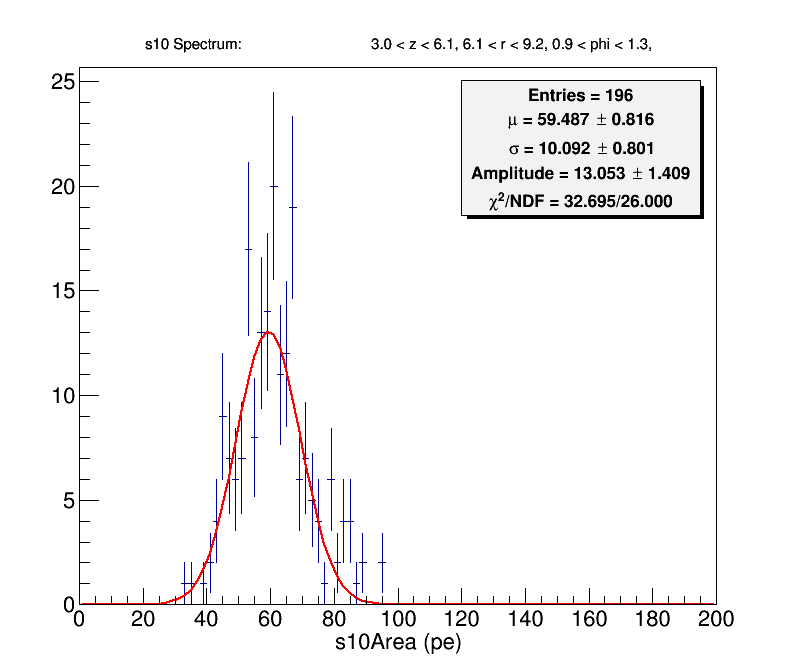 s10 Spectrum: 3.0 < z < 6.1, 6.1 < r < 9.2, 0.9 < phi < 1.3,
Entries = 196
μ = 59.487 ± 0.816
σ = 10.092 ± 0.801
Amplitude = 13.053 ± 1.409
χ²/NDF = 32.695/26.000
25
20
15
10
5
0
0 20 40 60 80 100 120 140 160 180 200
s10Area (pe)